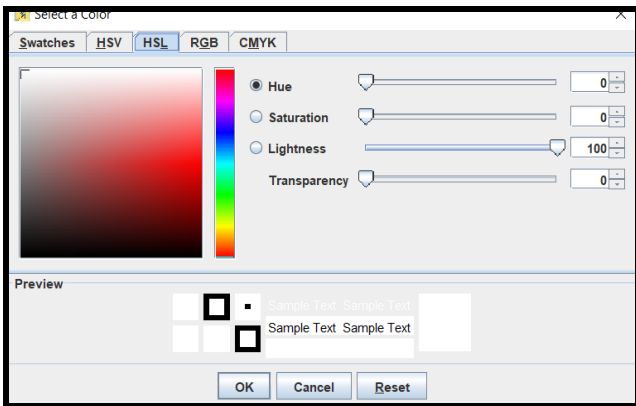 Select a Color
Swatches HSV HSL RGB CMYK
Hue 0
Saturation 0
Lightness 100
Transparency 0
Preview
Sample Text Sample Text
Sample Text Sample Text
OK Cancel Reset